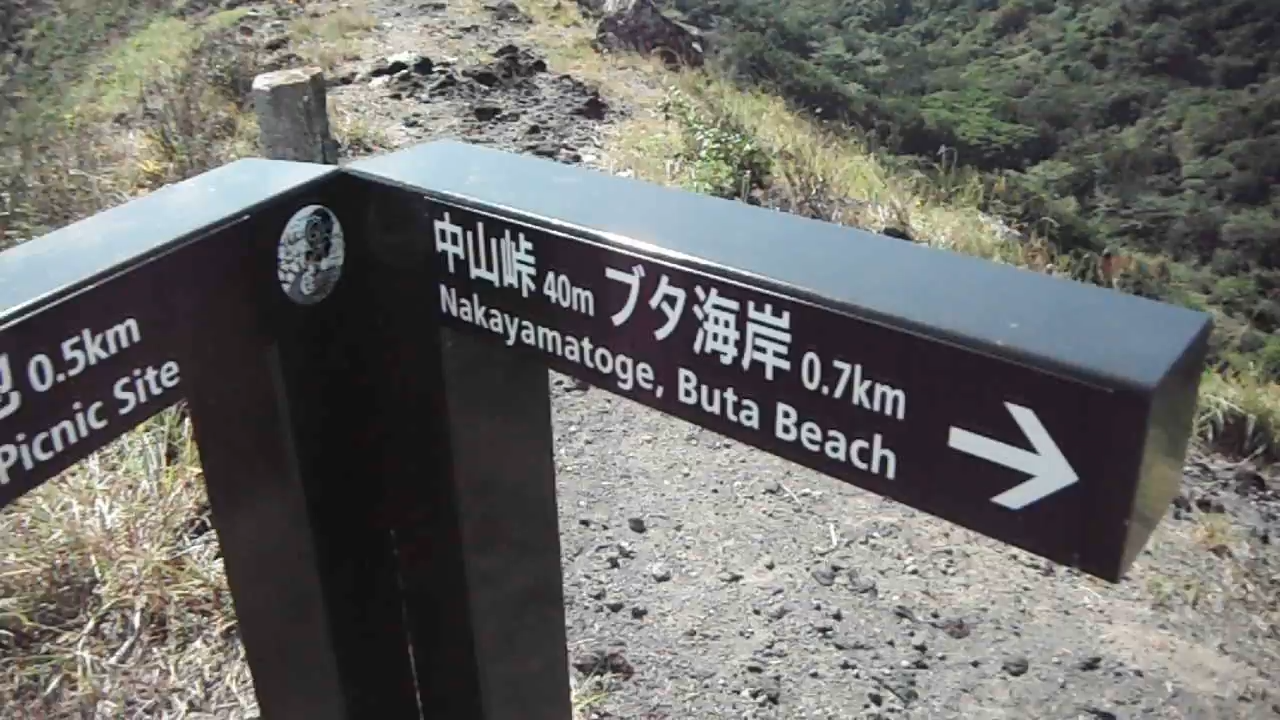 0.5km
Picnic Site
中山峠 40m ブタ海岸 0.7km
Nakayamatoge, Buta Beach